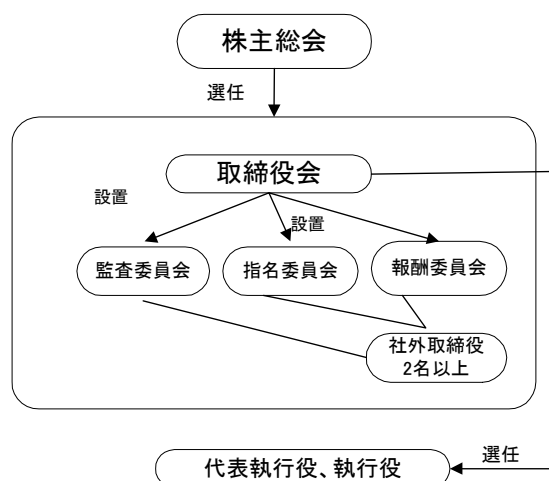 株主総会
選任
取締役会
設置
設置
監査委員会
指名委員会
報酬委員会
社外取締役
2名以上
代表執行役、執行役
選任